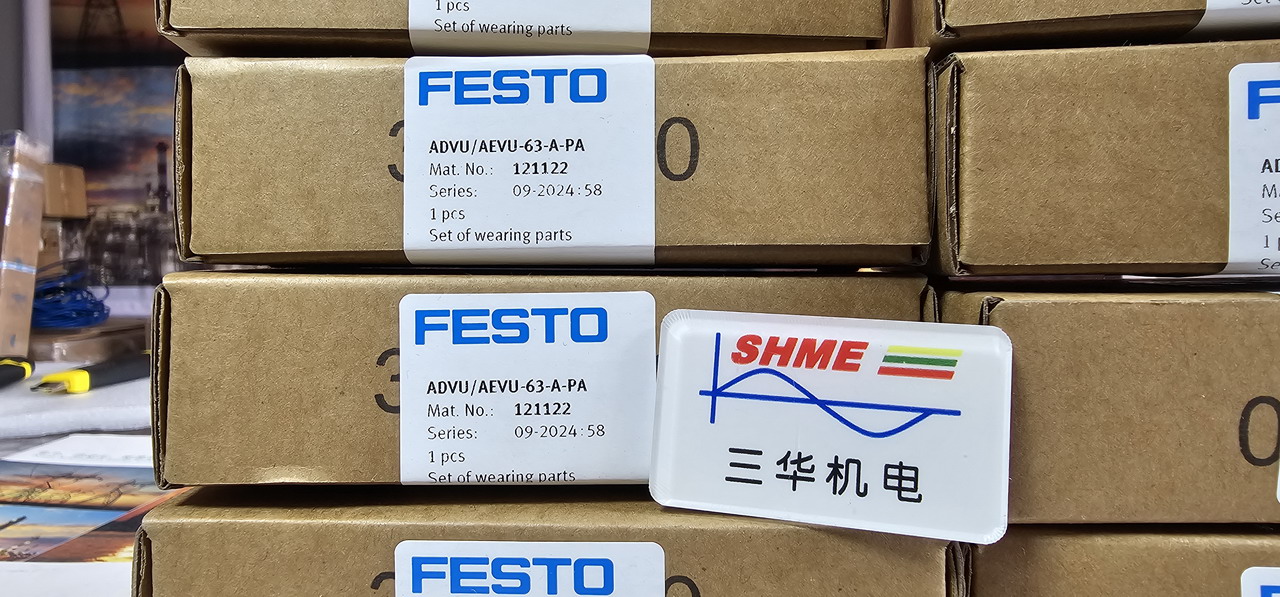 1 pcs
Set of wearing parts
FESTO
ADVU/AEVU-63-A-PA
Mat. No.: 121122
Series: 09-2024:58
1 pcs
Set of wearing parts
0
FESTO
ADVU/AEVU-63-A-PA
Mat. No.: 121122
Series: 09-2024:58
1 pcs
Set of wearing parts
SHME
三华机电
FESTO